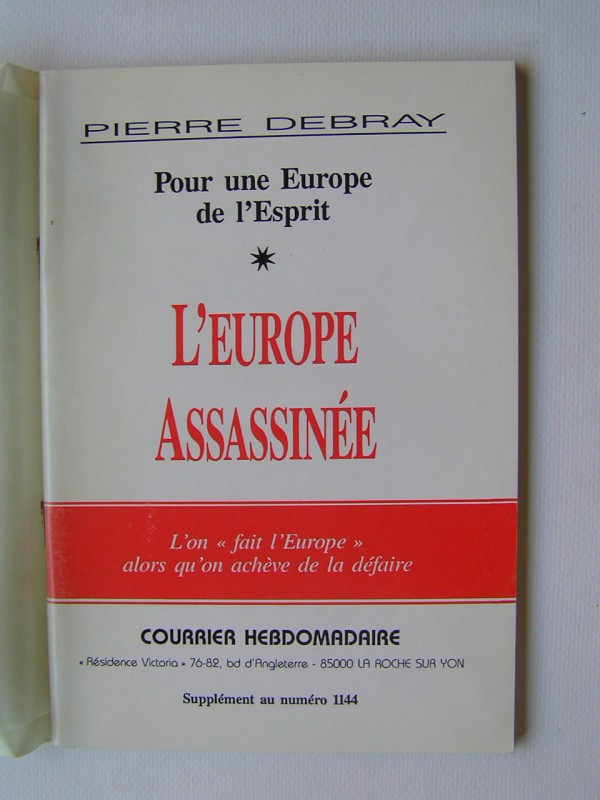 PIERRE DEBRAY
Pour une Europe
de l'Esprit
L'EUROPE
ASSASSINÉE
L'on « fait l'Europe »
alors qu'on achève de la défaire
COURRIER HEBDOMADAIRE
« Résidence Victoria » 76-82, bd d'Angleterre - 85000 LA ROCHE SUR YON
Supplément au numéro 1144